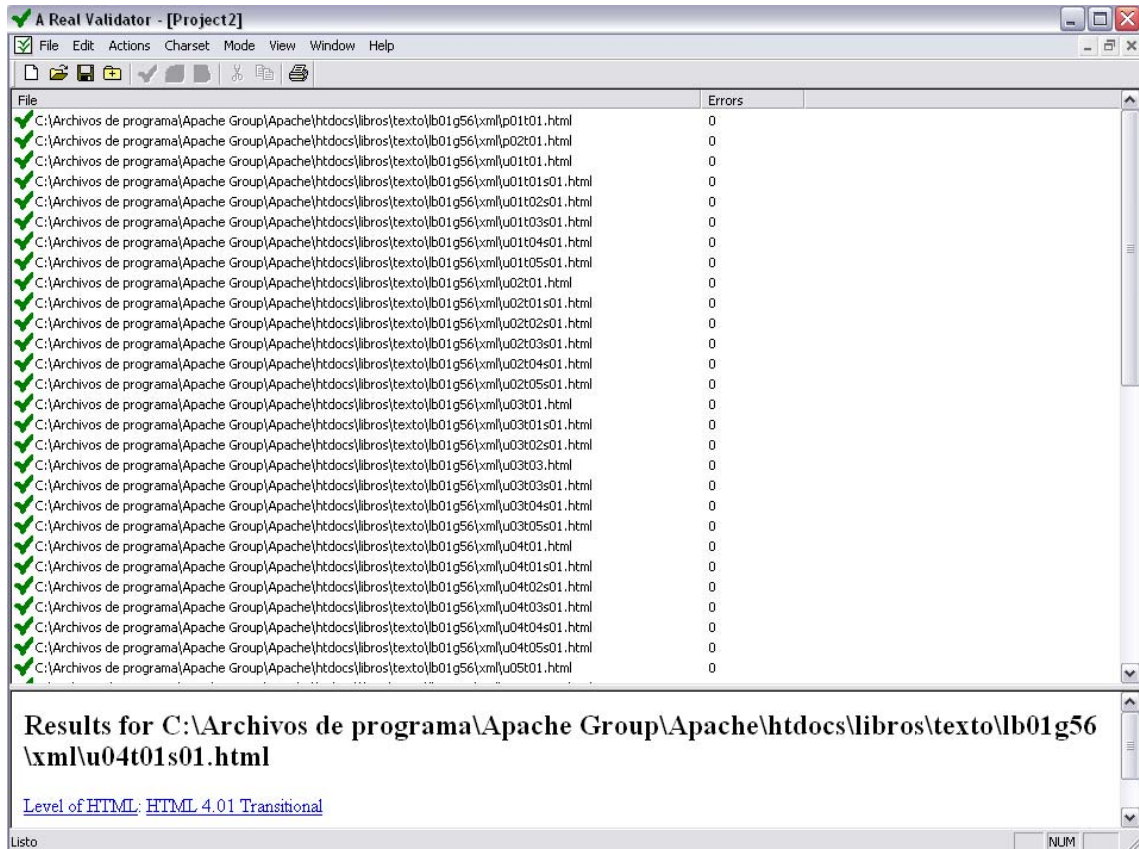 A Real Validator - [Project2]
File Edit Actions Charset Mode View Window Help
File Errors
C:\Archivos de programa\Apache Group\Apache\htdocs\libros\texto\lb01g56\xml\p01t01.html 0
C:\Archivos de programa\Apache Group\Apache\htdocs\libros\texto\lb01g56\xml\p02t01.html 0
C:\Archivos de programa\Apache Group\Apache\htdocs\libros\texto\lb01g56\xml\u01t01.html 0
C:\Archivos de programa\Apache Group\Apache\htdocs\libros\texto\lb01g56\xml\u01t01s01.html 0
C:\Archivos de programa\Apache Group\Apache\htdocs\libros\texto\lb01g56\xml\u01t02s01.html 0
C:\Archivos de programa\Apache Group\Apache\htdocs\libros\texto\lb01g56\xml\u01t03s01.html 0
C:\Archivos de programa\Apache Group\Apache\htdocs\libros\texto\lb01g56\xml\u01t04s01.html 0
C:\Archivos de programa\Apache Group\Apache\htdocs\libros\texto\lb01g56\xml\u01t05s01.html 0
C:\Archivos de programa\Apache Group\Apache\htdocs\libros\texto\lb01g56\xml\u02t01.html 0
C:\Archivos de programa\Apache Group\Apache\htdocs\libros\texto\lb01g56\xml\u02t01s01.html 0
C:\Archivos de programa\Apache Group\Apache\htdocs\libros\texto\lb01g56\xml\u02t02s01.html 0
C:\Archivos de programa\Apache Group\Apache\htdocs\libros\texto\lb01g56\xml\u02t03s01.html 0
C:\Archivos de programa\Apache Group\Apache\htdocs\libros\texto\lb01g56\xml\u02t04s01.html 0
C:\Archivos de programa\Apache Group\Apache\htdocs\libros\texto\lb01g56\xml\u02t05s01.html 0
C:\Archivos de programa\Apache Group\Apache\htdocs\libros\texto\lb01g56\xml\u03t01.html 0
C:\Archivos de programa\Apache Group\Apache\htdocs\libros\texto\lb01g56\xml\u03t01s01.html 0
C:\Archivos de programa\Apache Group\Apache\htdocs\libros\texto\lb01g56\xml\u03t02s01.html 0
C:\Archivos de programa\Apache Group\Apache\htdocs\libros\texto\lb01g56\xml\u03t03.html 0
C:\Archivos de programa\Apache Group\Apache\htdocs\libros\texto\lb01g56\xml\u03t03s01.html 0
C:\Archivos de programa\Apache Group\Apache\htdocs\libros\texto\lb01g56\xml\u03t04s01.html 0
C:\Archivos de programa\Apache Group\Apache\htdocs\libros\texto\lb01g56\xml\u03t05s01.html 0
C:\Archivos de programa\Apache Group\Apache\htdocs\libros\texto\lb01g56\xml\u04t01.html 0
C:\Archivos de programa\Apache Group\Apache\htdocs\libros\texto\lb01g56\xml\u04t01s01.html 0
C:\Archivos de programa\Apache Group\Apache\htdocs\libros\texto\lb01g56\xml\u04t02s01.html 0
C:\Archivos de programa\Apache Group\Apache\htdocs\libros\texto\lb01g56\xml\u04t03s01.html 0
C:\Archivos de programa\Apache Group\Apache\htdocs\libros\texto\lb01g56\xml\u04t04s01.html 0
C:\Archivos de programa\Apache Group\Apache\htdocs\libros\texto\lb01g56\xml\u04t05s01.html 0
C:\Archivos de programa\Apache Group\Apache\htdocs\libros\texto\lb01g56\xml\u05t01.html 0
Results for C:\Archivos de programa\Apache Group\Apache\htdocs\libros\texto\lb01g56
\xml\u04t01s01.html
Level of HTML: HTML 4.01 Transitional
Listo NUM